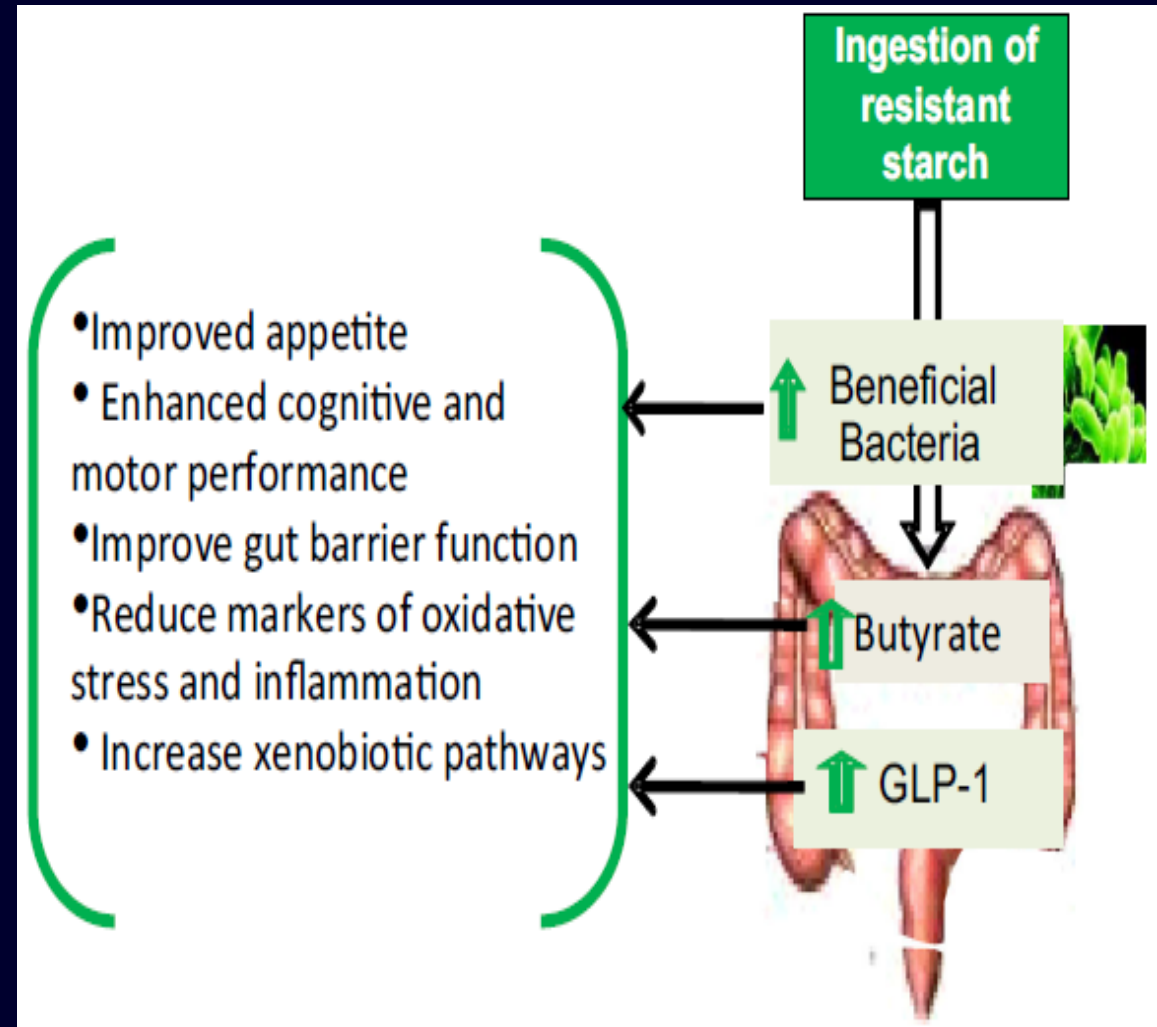 Ingestion of
resistant
starch
•Improved appetite
• Enhanced cognitive and
motor performance
•Improve gut barrier function
•Reduce markers of oxidative
stress and inflammation
• Increase xenobiotic pathways
Beneficial
Bacteria
Butyrate
GLP-1